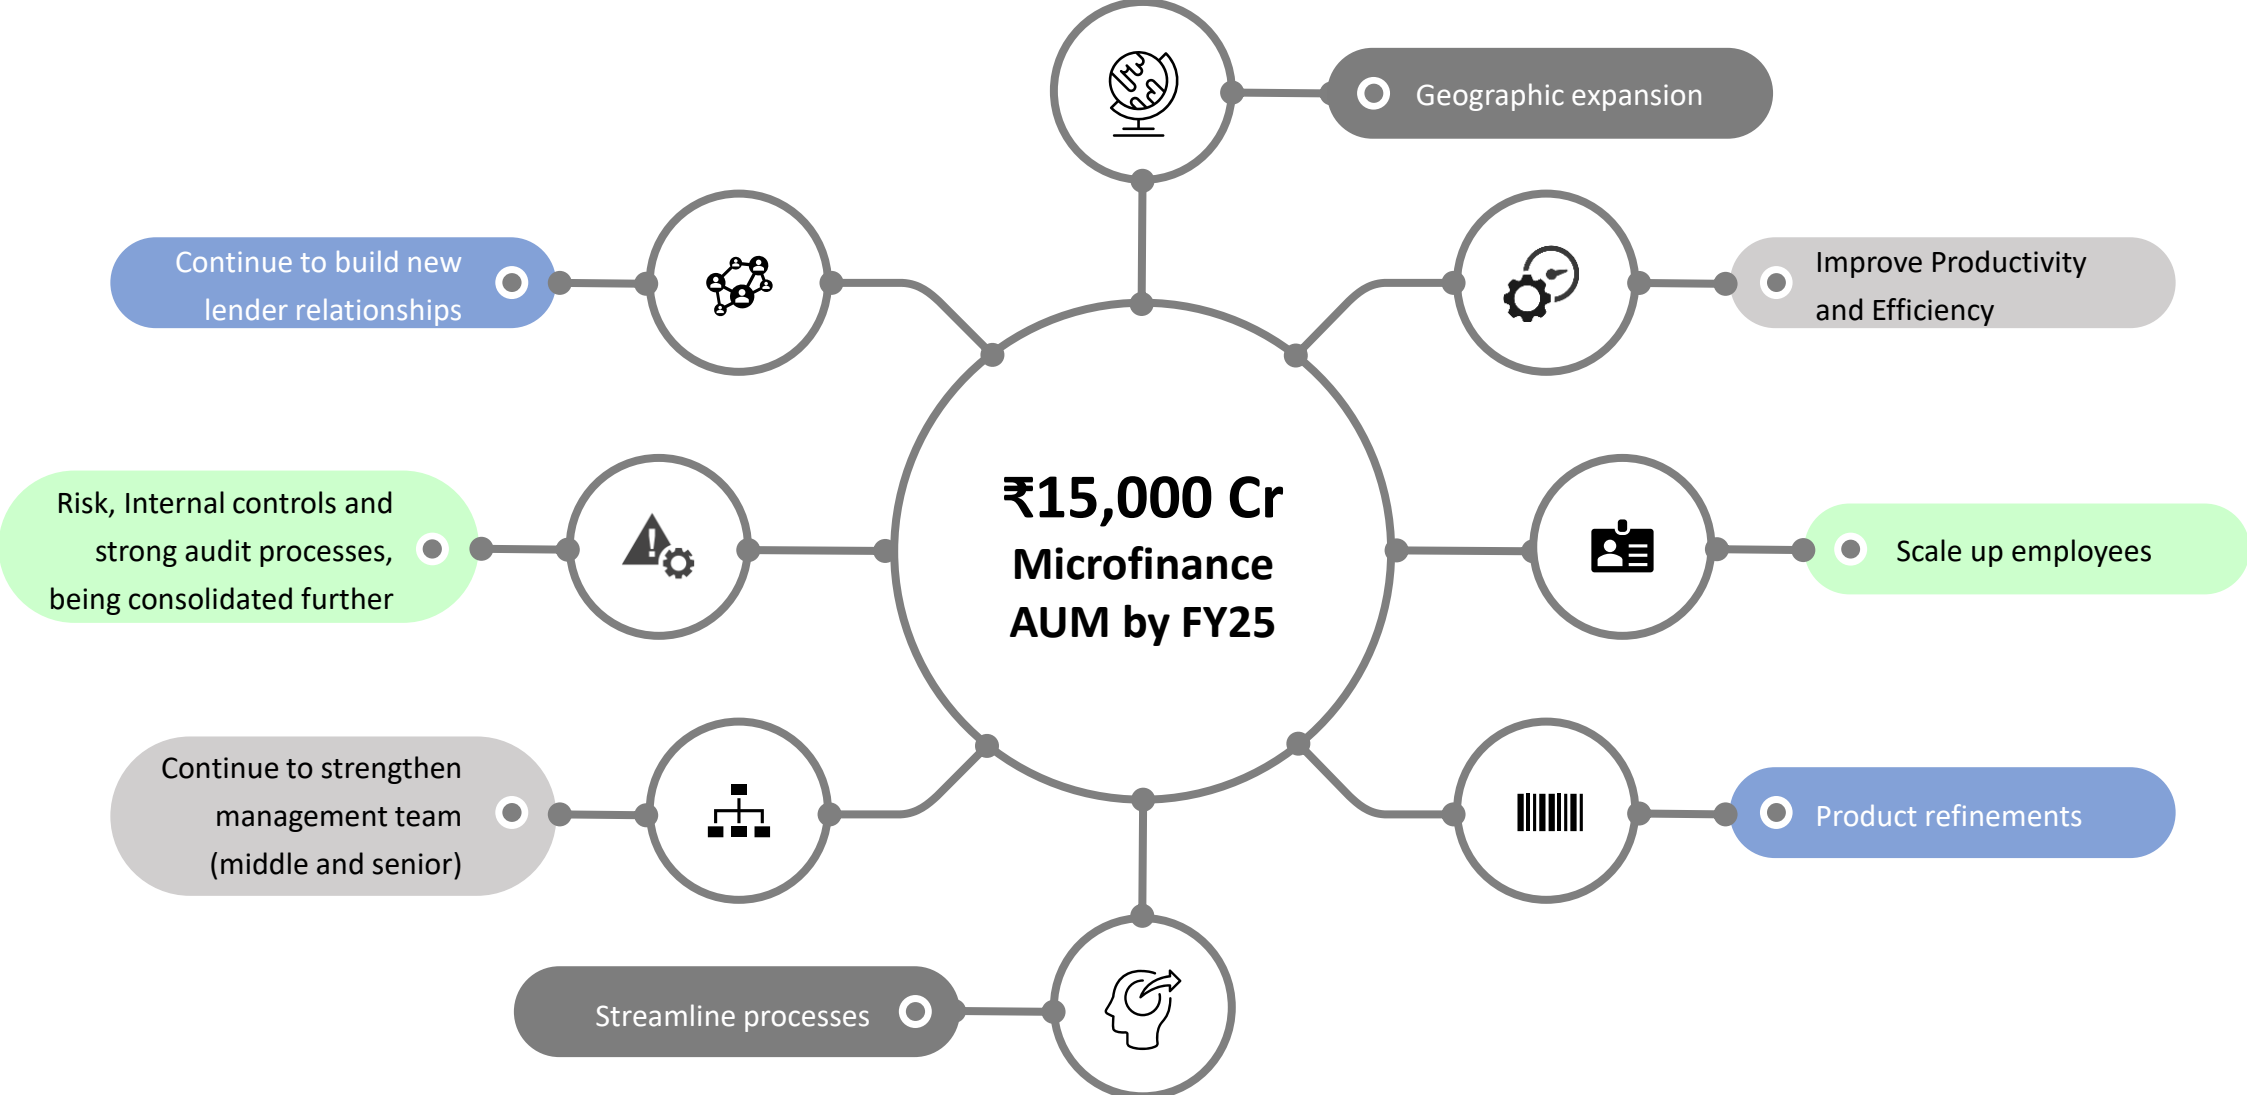 Geographic expansion
Continue to build new
lender relationships
Improve Productivity
and Efficiency
Risk, Internal controls and
strong audit processes,
being consolidated further
₹15,000 Cr
Microfinance
AUM by FY25
Scale up employees
Continue to strengthen
management team
(middle and senior)
Product refinements
Streamline processes